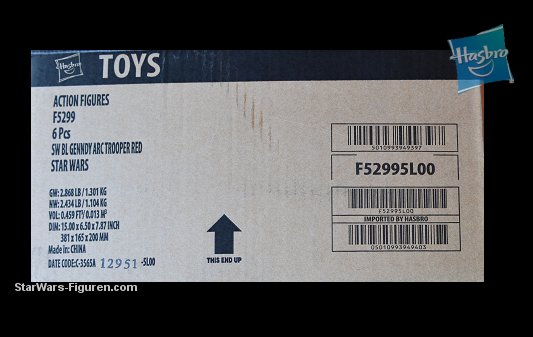 Hasbro TOYS
Hasbro
ACTION FIGURES
F5299
6 Pcs
SW BL GENNDY ARC TROOPER RED
STAR WARS
GW: 2.868 LB / 1.301 KG
NW: 2.434 LB / 1.104 KG
VOL: 0.459 FT³/ 0.013 M³
DIM: 15.00 x 6.50 x 7.87 INCH
381 x 165 x 200 MM
Made in: CHINA
DATE CODE: C-3565A 12951 -5L00
THIS END UP
5010993949397
F52995L00
F52995L00
IMPORTED BY HASBRO
05010993949403
StarWars-Figuren.com